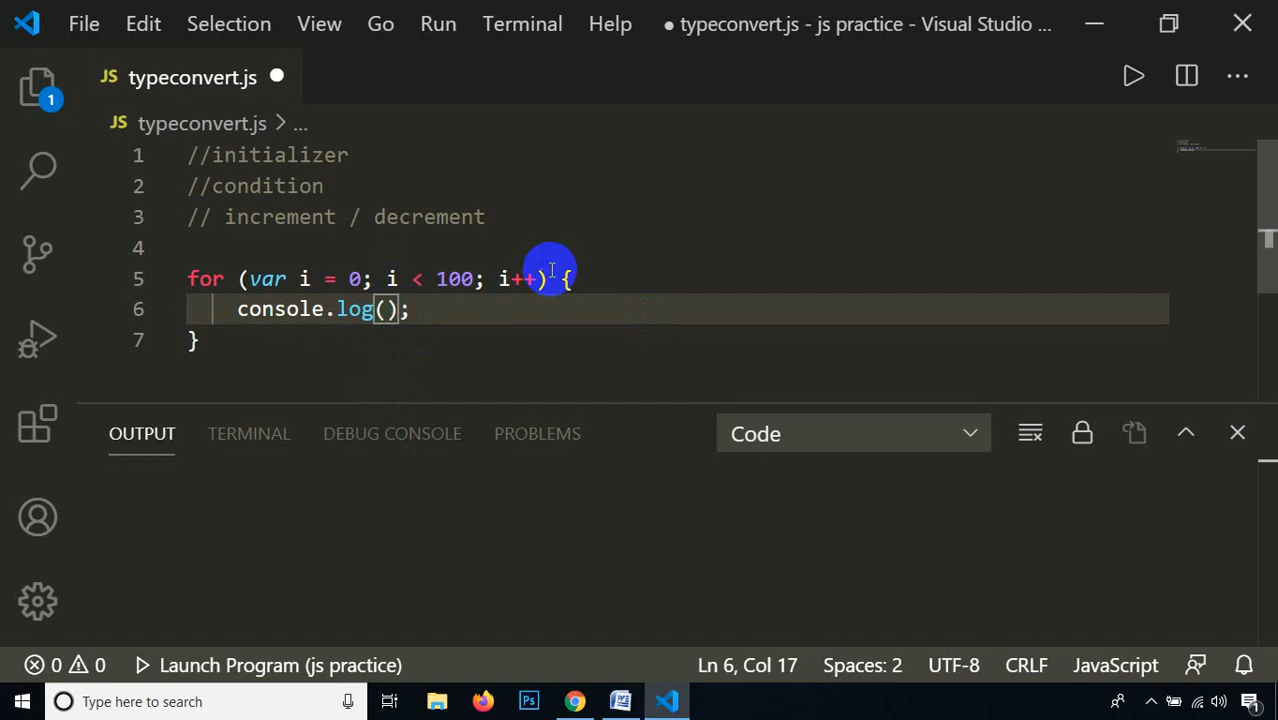 File Edit Selection View Go Run Terminal Help ● typeconvert.js - js practice - Visual Studio ...
JS typeconvert.js ●
JS typeconvert.js > ...
1 //initializer
2 //condition
3 // increment / decrement
4
5 for (var i = 0; i < 100; i++) {
6 console.log();
7 }
1
OUTPUT TERMINAL DEBUG CONSOLE PROBLEMS Code
0 0 Launch Program (js practice) Ln 6, Col 17 Spaces: 2 UTF-8 CRLF JavaScript
Type here to search Ps W 1